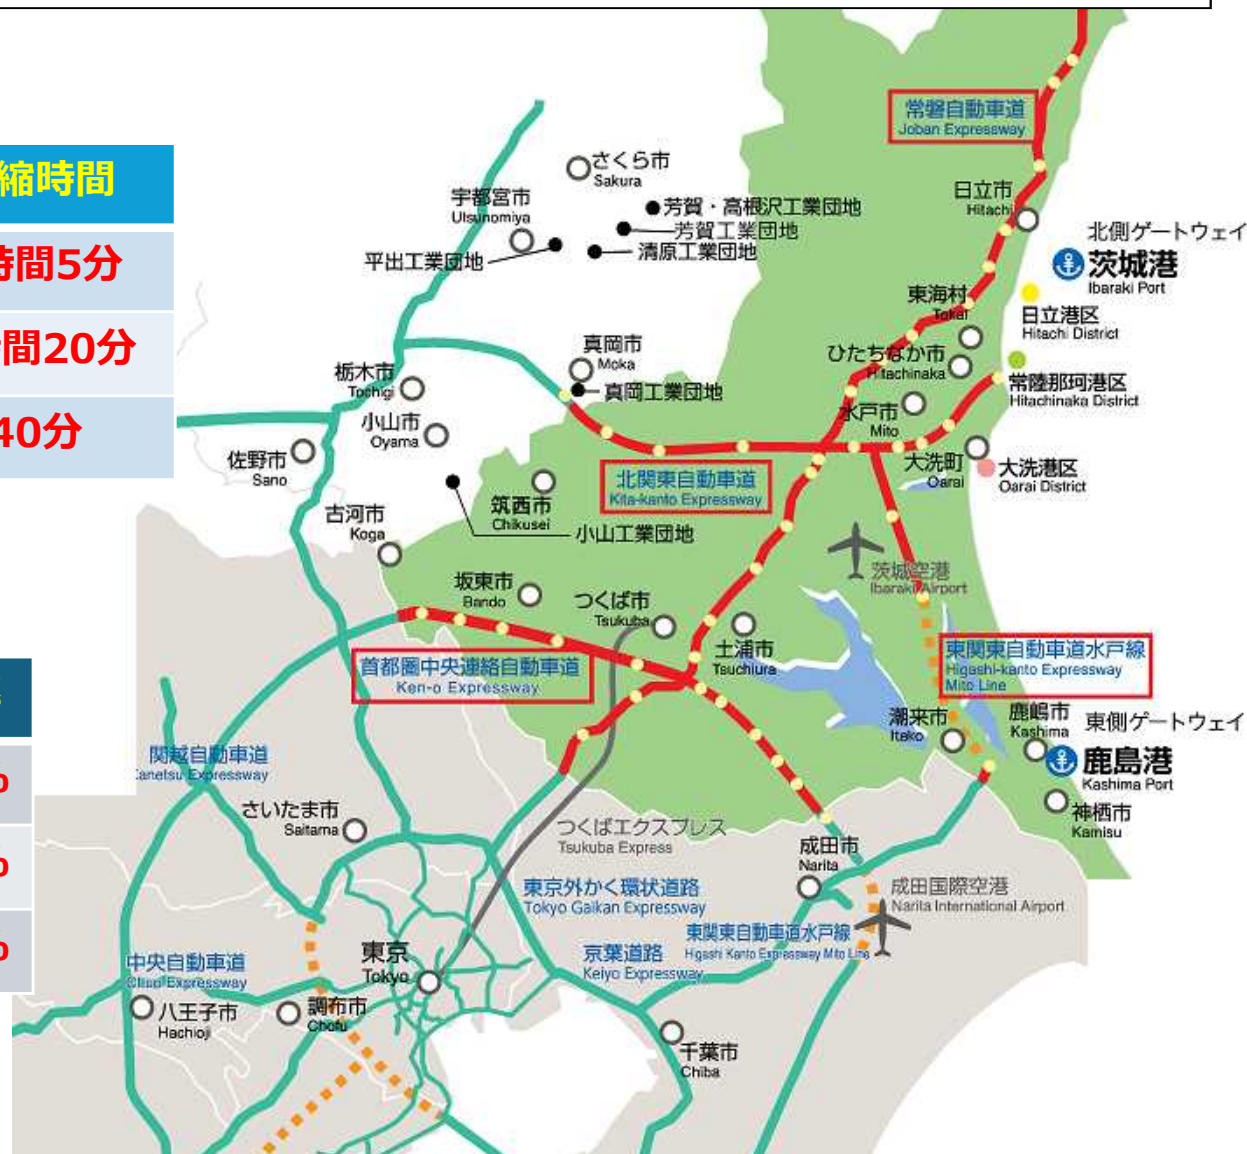 縮時間
時間5分
間20分
40分
%
%
%
常磐自動車道
Joban Expressway
さくら市
Sakura
宇都宮市
Utsunomiya
芳賀・高根沢工業団地
芳賀工業団地
清原工業団地
平出工業団地
日立市
Hitachi
北側ゲートウェイ
茨城港
Ibaraki Port
東海村
Tokai
日立港区
Hitachi District
真岡市
Moka
真岡工業団地
ひたちなか市
Hitachinaka
常陸那珂港区
Hitachinaka District
栃木市
Tochigi
小山市
Oyama
水戸市
Mito
佐野市
Sano
北関東自動車道
Kita-kanto Expressway
大洗町
Oarai
大洗港区
Oarai District
筑西市
Chikusei
古河市
Koga
小山工業団地
茨城空港
Ibaraki Airport
坂東市
Bando
つくば市
Tsukuba
土浦市
Tsuchiura
首都圏中央連絡自動車道
Ken-o Expressway
東関東自動車道水戸線
Higashi-kanto Expressway
Mito Line
潮来市
Itako
鹿嶋市
Kashima
東側ゲートウェイ
鹿島港
Kashima Port
神栖市
Kamisu
関越自動車道
Kanetsu Expressway
さいたま市
Saitama
つくばエクスプレス
Tsukuba Express
成田市
Narita
東京外かく環状道路
Tokyo Gaikan Expressway
成田国際空港
Narita International Airport
東関東自動車道水戸線
Higashi Kanto Expressway Mito Line
京葉道路
Keiyo Expressway
東京
Tokyo
中央自動車道
Chuo Expressway
八王子市
Hachioji
調布市
Chofu
千葉市
Chiba